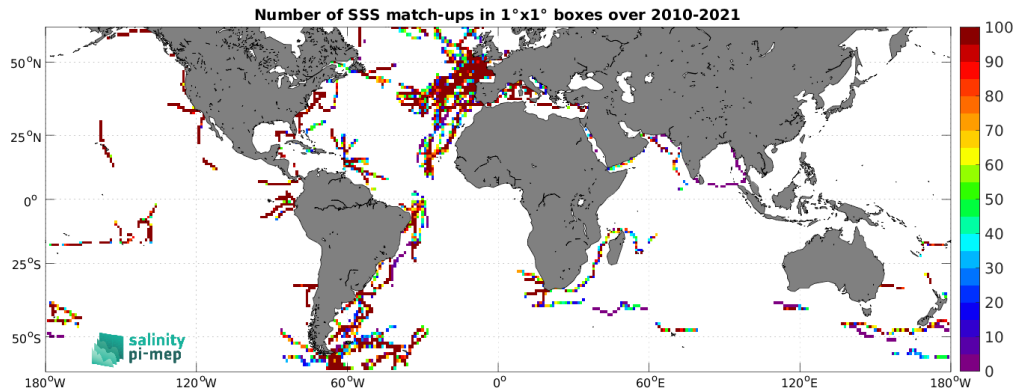 Number of SSS match-ups in 1°x1° boxes over 2010-2021
50°N
25°N
0°
25°S
50°S
180°W
120°W
60°W
0°
60°E
120°E
180°W
100
90
80
70
60
50
40
30
20
10
0
salinity
pi-mep